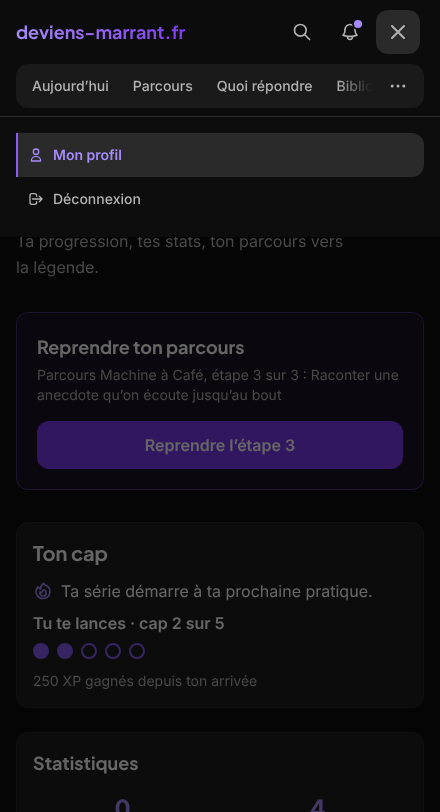 deviens-marrant.fr
Aujourd'hui Parcours Quoi répondre
Mon profil
Déconnexion
Ta progression, tes stats, ton parcours vers
la légende.
Reprendre ton parcours
Parcours Machine à Café, étape 3 sur 3 : Raconter une
anecdote qu'on écoute jusqu'au bout
Reprendre l'étape 3
Ton cap
Ta série démarre à ta prochaine pratique.
Tu te lances · cap 2 sur 5
250 XP gagnés depuis ton arrivée
Statistiques
0 4